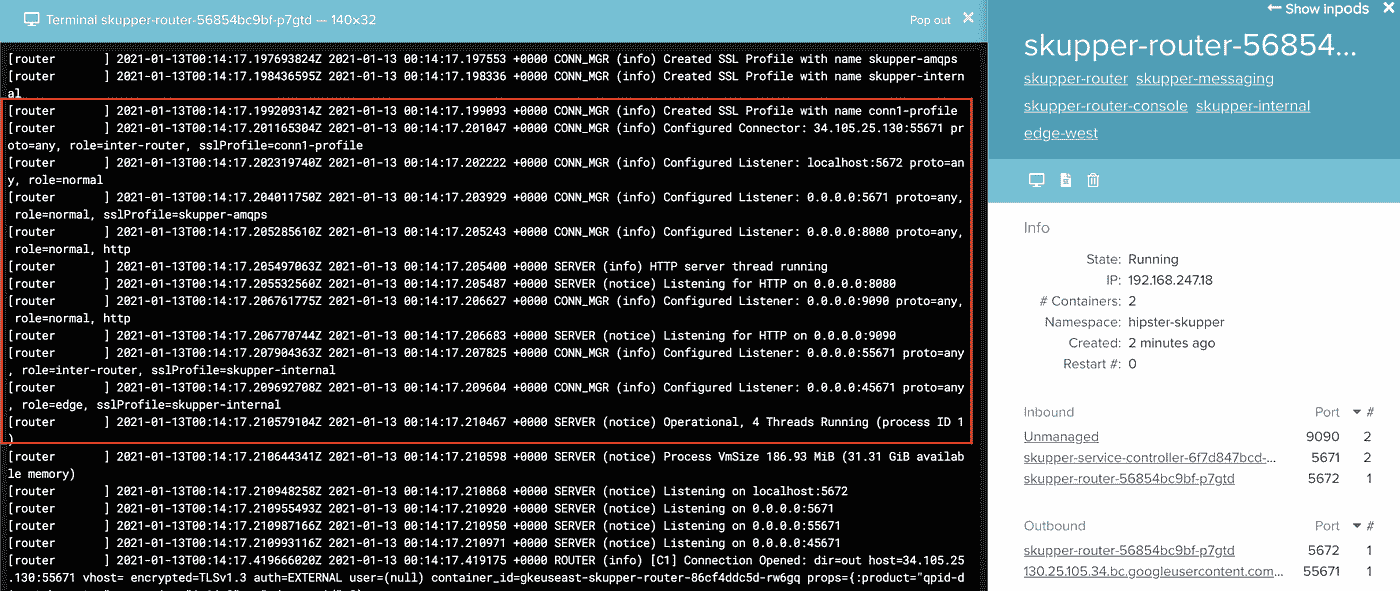 Terminal skupper-router-56854bc9bf-p7gtd — 140×32
Pop out ✕
[router ] 2021-01-13T00:14:17.197693824Z 2021-01-13 00:14:17.197553 +0000 CONN_MGR (info) Created SSL Profile with name skupper-amqps
[router ] 2021-01-13T00:14:17.198436595Z 2021-01-13 00:14:17.198336 +0000 CONN_MGR (info) Created SSL Profile with name skupper-intern
al
[router ] 2021-01-13T00:14:17.199209314Z 2021-01-13 00:14:17.199093 +0000 CONN_MGR (info) Created SSL Profile with name conn1-profile
[router ] 2021-01-13T00:14:17.201165304Z 2021-01-13 00:14:17.201047 +0000 CONN_MGR (info) Configured Connector: 34.105.25.130:55671 pr
oto=any, role=inter-router, sslProfile=conn1-profile
[router ] 2021-01-13T00:14:17.202319740Z 2021-01-13 00:14:17.202222 +0000 CONN_MGR (info) Configured Listener: localhost:5672 proto=an
y, role=normal
[router ] 2021-01-13T00:14:17.204011750Z 2021-01-13 00:14:17.203929 +0000 CONN_MGR (info) Configured Listener: 0.0.0.0:5671 proto=any,
role=normal, sslProfile=skupper-amqps
[router ] 2021-01-13T00:14:17.205285610Z 2021-01-13 00:14:17.205243 +0000 CONN_MGR (info) Configured Listener: 0.0.0.0:8080 proto=any,
role=normal, http
[router ] 2021-01-13T00:14:17.205497063Z 2021-01-13 00:14:17.205400 +0000 SERVER (info) HTTP server thread running
[router ] 2021-01-13T00:14:17.205532560Z 2021-01-13 00:14:17.205487 +0000 SERVER (notice) Listening for HTTP on 0.0.0.0:8080
[router ] 2021-01-13T00:14:17.206761775Z 2021-01-13 00:14:17.206627 +0000 CONN_MGR (info) Configured Listener: 0.0.0.0:9090 proto=any,
role=normal, http
[router ] 2021-01-13T00:14:17.206770744Z 2021-01-13 00:14:17.206683 +0000 SERVER (notice) Listening for HTTP on 0.0.0.0:9090
[router ] 2021-01-13T00:14:17.207904363Z 2021-01-13 00:14:17.207825 +0000 CONN_MGR (info) Configured Listener: 0.0.0.0:55671 proto=any
, role=inter-router, sslProfile=skupper-internal
[router ] 2021-01-13T00:14:17.209692708Z 2021-01-13 00:14:17.209604 +0000 CONN_MGR (info) Configured Listener: 0.0.0.0:45671 proto=any
, role=edge, sslProfile=skupper-internal
[router ] 2021-01-13T00:14:17.210579104Z 2021-01-13 00:14:17.210467 +0000 SERVER (notice) Operational, 4 Threads Running (process ID 1
)
[router ] 2021-01-13T00:14:17.210644341Z 2021-01-13 00:14:17.210598 +0000 SERVER (notice) Process VmSize 186.93 MiB (31.31 GiB availab
le memory)
[router ] 2021-01-13T00:14:17.210948258Z 2021-01-13 00:14:17.210868 +0000 SERVER (notice) Listening on localhost:5672
[router ] 2021-01-13T00:14:17.210955493Z 2021-01-13 00:14:17.210920 +0000 SERVER (notice) Listening on 0.0.0.0:5671
[router ] 2021-01-13T00:14:17.210987166Z 2021-01-13 00:14:17.210950 +0000 SERVER (notice) Listening on 0.0.0.0:55671
[router ] 2021-01-13T00:14:17.210993116Z 2021-01-13 00:14:17.210971 +0000 SERVER (notice) Listening on 0.0.0.0:45671
[router ] 2021-01-13T00:14:17.419666020Z 2021-01-13 00:14:17.419175 +0000 ROUTER (info) [C1] Connection Opened: dir=out host=34.105.25
.130:55671 vhost= encrypted=TLSv1.3 auth=EXTERNAL user=(null) container_id=gkeuseast-skupper-router-86cf4ddc5d-rw6gq props={:product="qpid-d
← Show in pods ✕
skupper-router-56854...
skupper-router skupper-messaging
skupper-router-console skupper-internal
edge-west
Info
State: Running
IP: 192.168.247.18
# Containers: 2
Namespace: hipster-skupper
Created: 2 minutes ago
Restart #: 0
Inbound Port #
Unmanaged 9090 2
skupper-service-controller-6f7d847bcd-... 5671 2
skupper-router-56854bc9bf-p7gtd 5672 1
Outbound Port #
skupper-router-56854bc9bf-p7gtd 5672 1
130.25.105.34.bc.googleusercontent.com... 55671 1